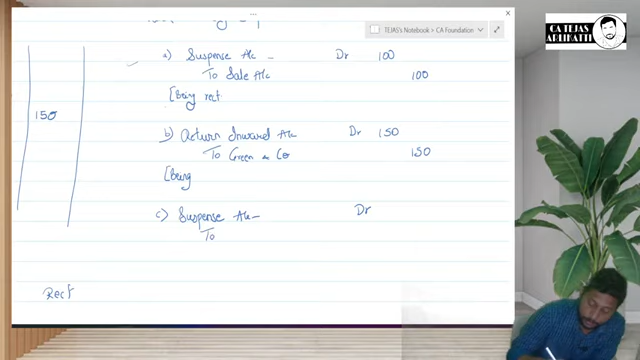 CA TEJAS
ARUKATTI
TEJAS's Notebook > CA Foundation
a) Suspense A/c - Dr 100
To Sale A/c 100
[Being rect
150
b) Return Inward A/c Dr 150
To Green & Co 150
[Being
c) Suspense A/c - Dr
To
Rect